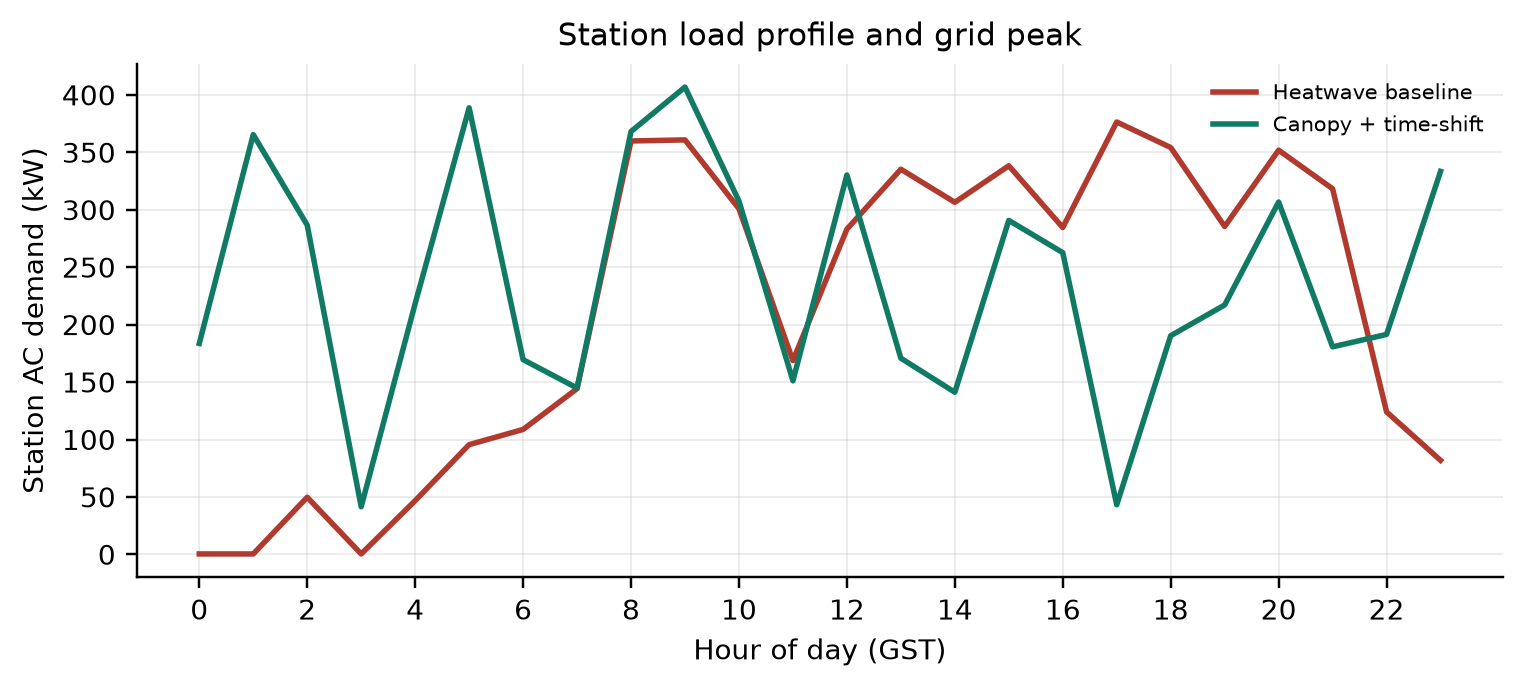 Station load profile and grid peak
Heatwave baseline
Canopy + time-shift
Station AC demand (kW)
400
350
300
250
200
150
100
50
0
0 2 4 6 8 10 12 14 16 18 20 22
Hour of day (GST)